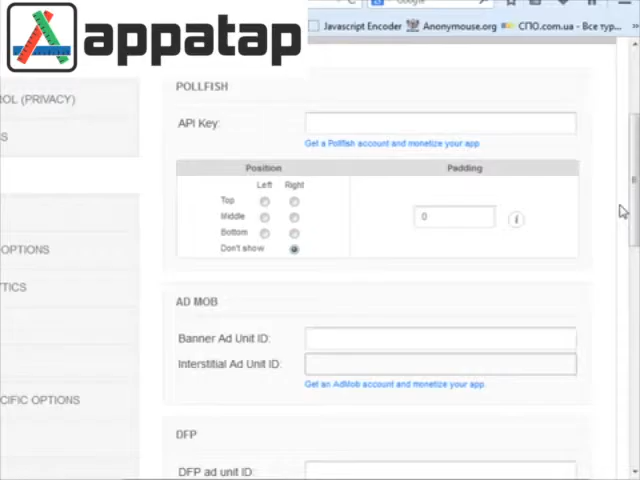 appatap
Google
Javascript Encoder
Anonymouse.org
СПО.com.ua - Все тур...
POLLFISH
ROL (PRIVACY)
API Key:
S
Get a Pollfish account and monetize your app
Position
Padding
Left
Right
Top
Middle
0
i
Bottom
Don't show
OPTIONS
TICS
AD MOB
Banner Ad Unit ID:
Interstitial Ad Unit ID:
Get an AdMob account and monetize your app
CIFIC OPTIONS
DFP
DFP ad unit ID: